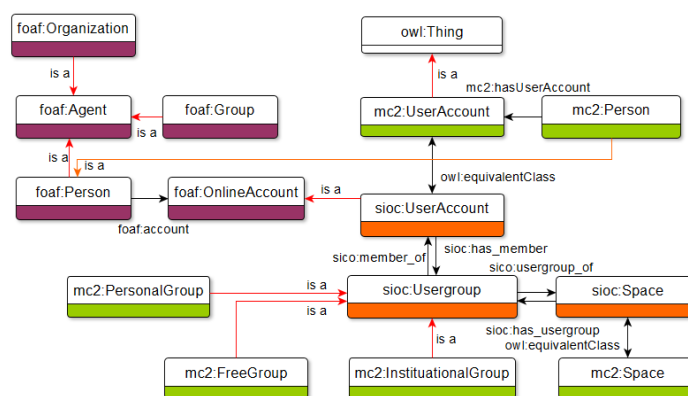 foaf:Organization
owl:Thing
is a
is a
mc2:hasUserAccount
foaf:Agent
foaf:Group
mc2:UserAccount
mc2:Person
is a
is a
is a
owl:equivalentClass
foaf:Person
foaf:OnlineAccount
is a
sioc:UserAccount
foaf:account
sico:member_of
sioc:has_member
sico:usergroup_of
mc2:PersonalGroup
is a
sioc:Usergroup
sioc:Space
is a
sioc:has_usergroup
is a
owl:equivalentClass
mc2:FreeGroup
mc2:InstituationalGroup
mc2:Space